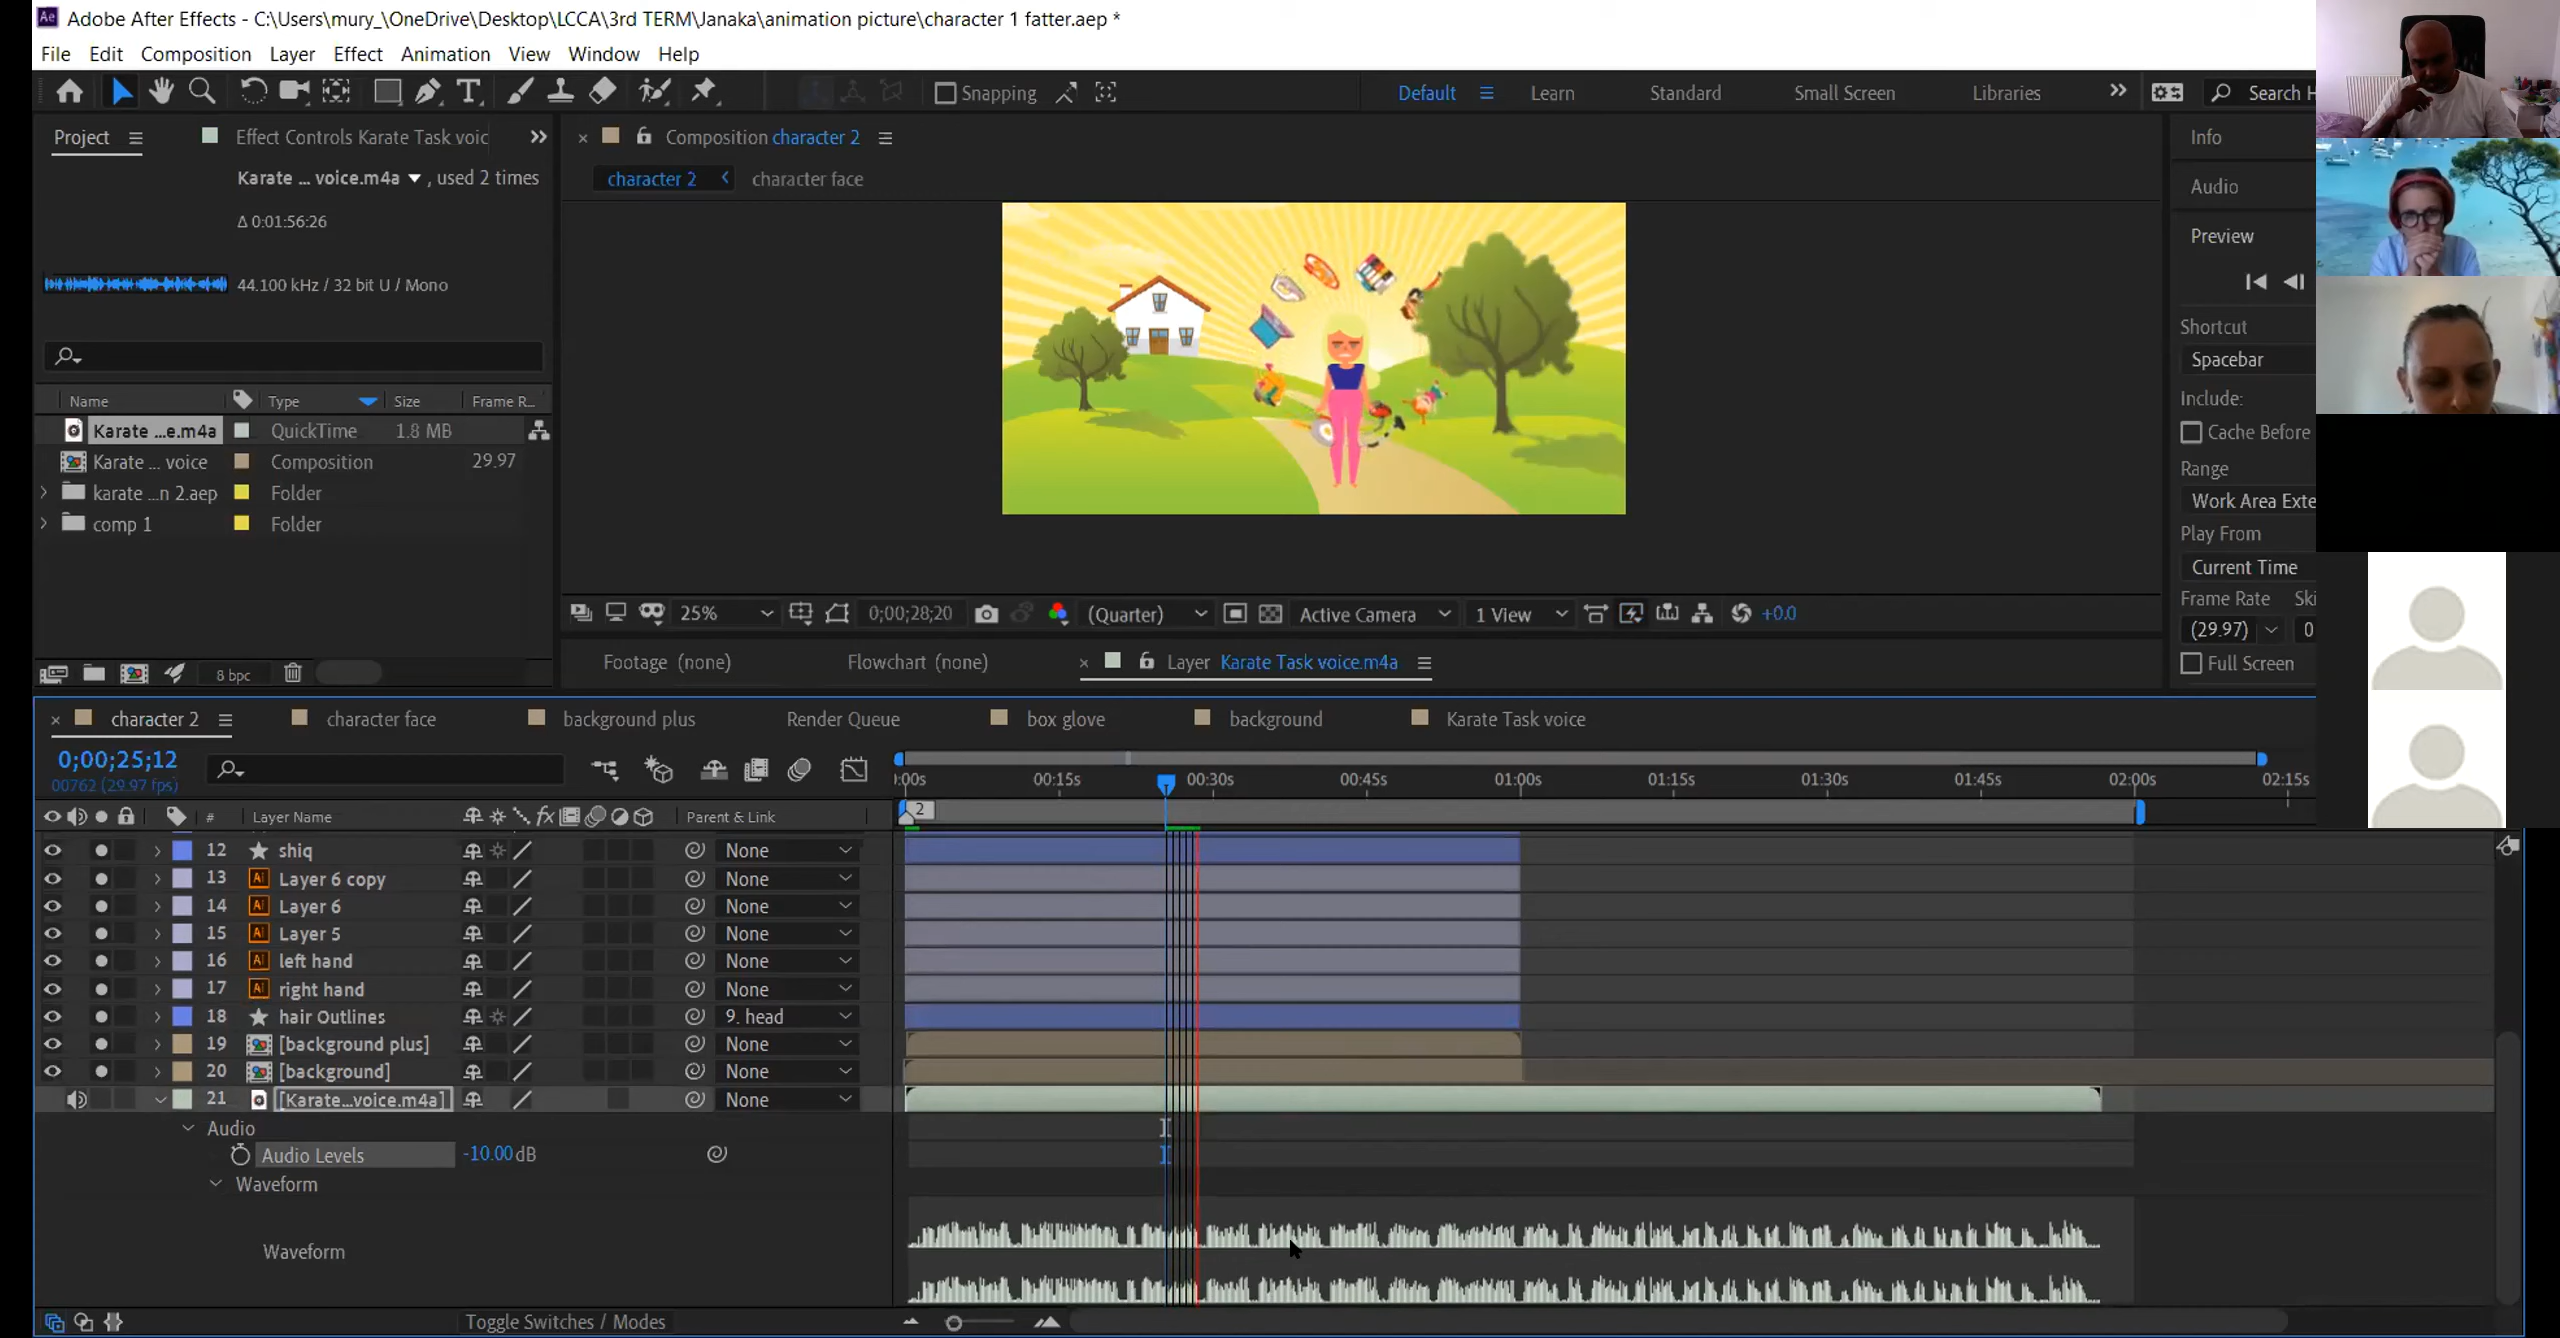 Ae Adobe After Effects - C:\Users\mury_\OneDrive\Desktop\LCCA\3rd TERM\Janaka\animation picture\character 1 fatter.aep *
File Edit Composition Layer Effect Animation View Window Help
Snapping Default Learn Standard Small Screen Libraries Search H
Project Effect Controls Karate Task voic
Composition character 2
Info
Karate ... voice.m4a , used 2 times
character 2 character face
Audio
Δ 0:01:56:26
Preview
44.100 kHz / 32 bit U / Mono
Shortcut
Spacebar
Name Type Size Frame R...
Include:
Karate ...e.m4a QuickTime 1.8 MB
Cache Before
Karate ... voice Composition 29.97
Range
karate ...n 2.aep Folder
Work Area Exte
comp 1 Folder
Play From
Current Time
Frame Rate Ski
25% 0;00;28;20 (Quarter) Active Camera 1 View +0.0
(29.97) 0
Footage (none) Flowchart (none) Layer Karate Task voice.m4a
Full Screen
8 bpc
character 2 character face background plus Render Queue box glove background Karate Task voice
0;00;25;12
00762 (29.97 fps)
):00s 00:15s 00:30s 00:45s 01:00s 01:15s 01:30s 01:45s 02:00s 02:15s
2
# Layer Name fx Parent & Link
12 shiq None
13 Ai Layer 6 copy None
14 Ai Layer 6 None
15 Ai Layer 5 None
16 Ai left hand None
17 Ai right hand None
18 hair Outlines 9. head
19 [background plus] None
20 [background] None
21 [Karate...voice.m4a] None
Audio
Audio Levels -10.00 dB
Waveform
Waveform
Toggle Switches / Modes